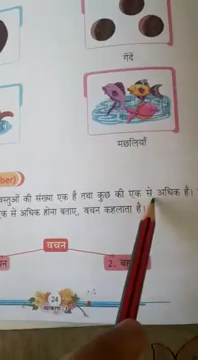 गेंदें
मछलियाँ
ber)
वस्तुओं की संख्या एक है तथा कुछ की एक से अधिक है।
एक से अधिक होना बताए, वचन कहलाता है।
वचन
2. ब
24